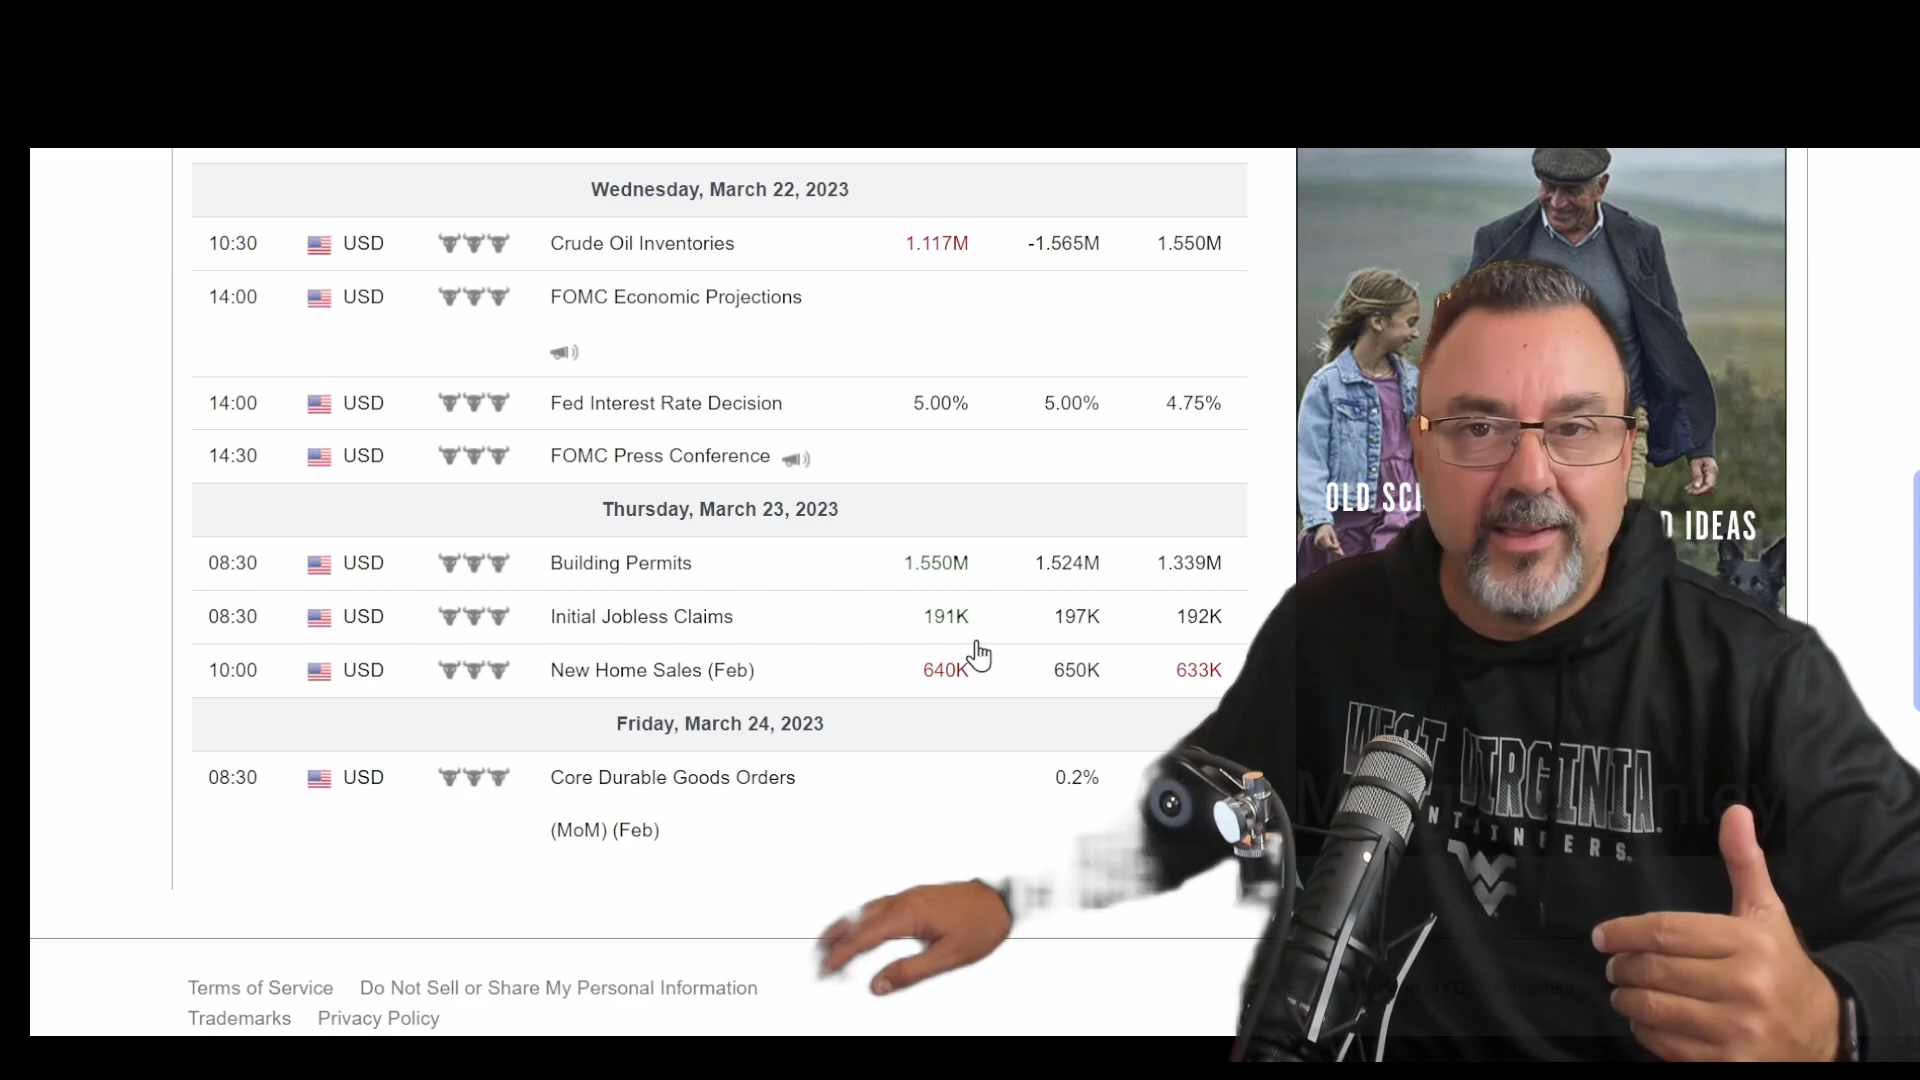 Wednesday, March 22, 2023
10:30 USD Crude Oil Inventories 1.117M -1.565M 1.550M
14:00 USD FOMC Economic Projections
14:00 USD Fed Interest Rate Decision 5.00% 5.00% 4.75%
14:30 USD FOMC Press Conference
Thursday, March 23, 2023
08:30 USD Building Permits 1.550M 1.524M 1.339M
08:30 USD Initial Jobless Claims 191K 197K 192K
10:00 USD New Home Sales (Feb) 640K 650K 633K
Friday, March 24, 2023
08:30 USD Core Durable Goods Orders 0.2%
(MoM) (Feb)
Terms of Service Do Not Sell or Share My Personal Information
Trademarks Privacy Policy
OLD
IDEAS
WEST VIRGINIA